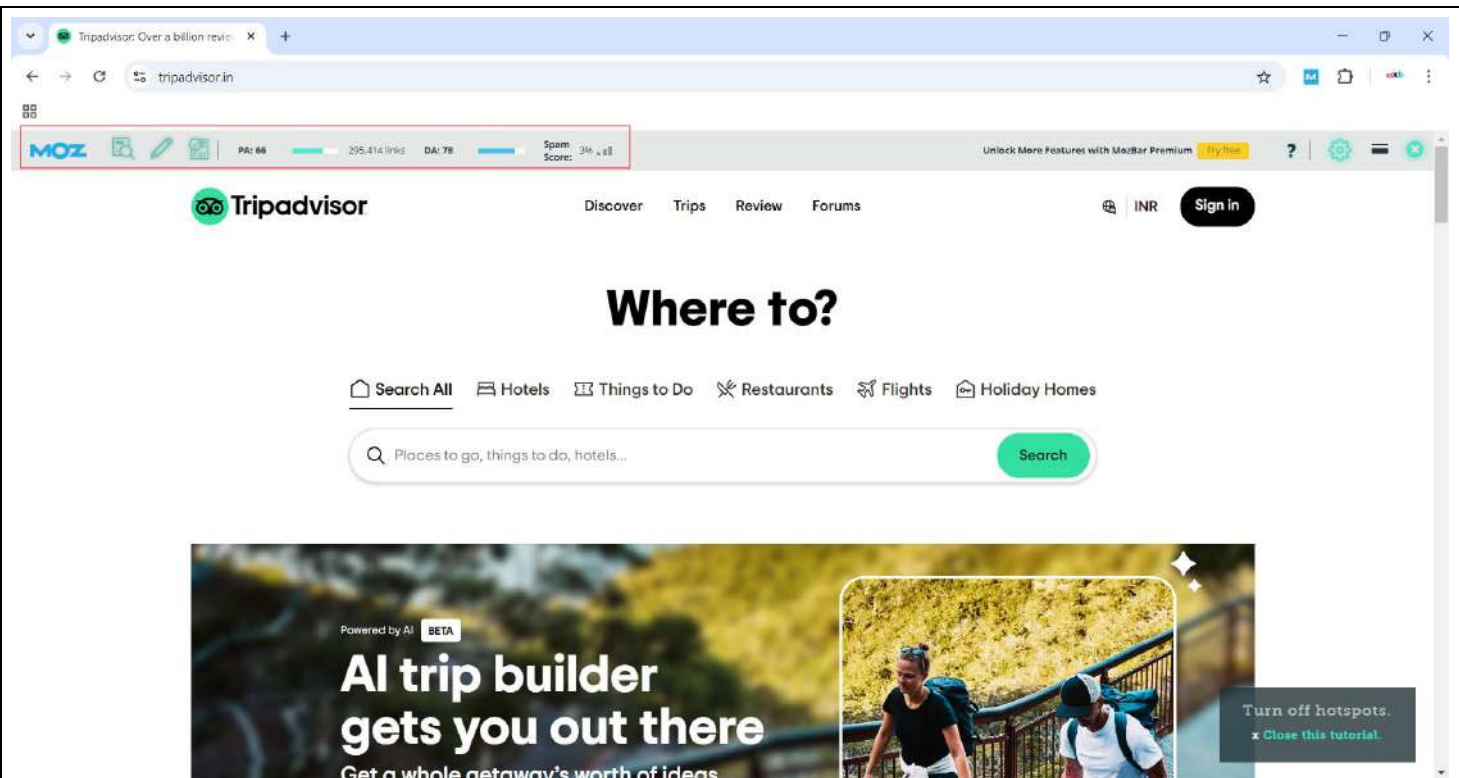 Tripadvisor: Over a billion revie
tripadvisor.in
MOZ PA: 66 295,414 links DA: 78 Spam Score: 3% Unlock More Features with MozBar Premium Try free ?
Tripadvisor Discover Trips Review Forums INR Sign in
Where to?
Search All Hotels Things to Do Restaurants Flights Holiday Homes
Places to go, things to do, hotels... Search
Powered by AI BETA
AI trip builder
gets you out there
Get a whole getaway's worth of ideas
Turn off hotspots.
x Close this tutorial.